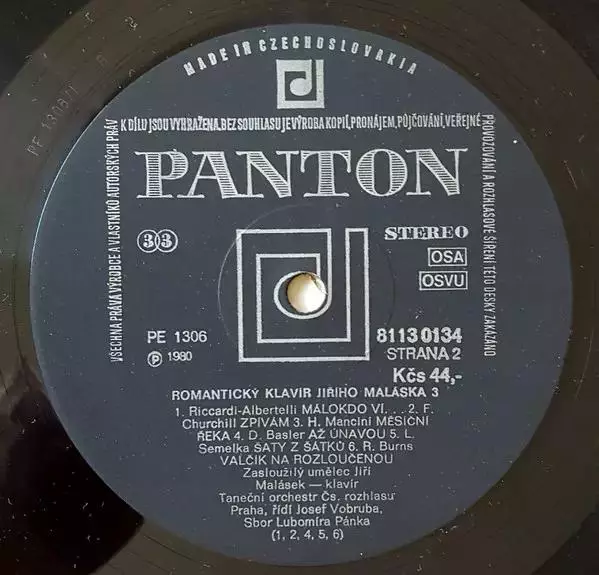 MADE IN CZECHOSLOVAKIA
VŠECHNA PRÁVA VÝROBCE A VLASTNÍKŮ AUTORSKÝCH PRÁV
K DÍLU JSOU VYHRAŽENA. BEZ SOUHLASU JE VÝROBA KOPIÍ, PRONÁJEM, PŮJČOVÁNÍ, VEŘEJNÉ
PROVOZOVÁNÍ A ROZHLASOVÉ ŠÍŘENÍ TÉTO DESKY ZAKÁZÁNO
PANTON
33
STEREO
OSA
OSVU
PE 1306
Ⓟ 1980
8113 0134
STRANA 2
Kčs 44,-
ROMANTICKÝ KLAVÍR JIŘÍHO MALÁSKA 3
1. Riccardi-Albertelli MÁLOKDO VÍ... 2. F.
Churchill ZPÍVÁM 3. H. Mancini MĚSÍČNÍ
ŘEKA 4. D. Basler AŽ ÚNAVOU 5. L.
Semelka ŠATY Z ŠÁTKŮ 6. R. Burns
VALČÍK NA ROZLOUČENOU
Zasloužilý umělec Jiří
Malásek — klavír
Taneční orchestr Čs. rozhlasu
Praha, řídí Josef Vobruba,
Sbor Lubomíra Pánka
(1, 2, 4, 5, 6)